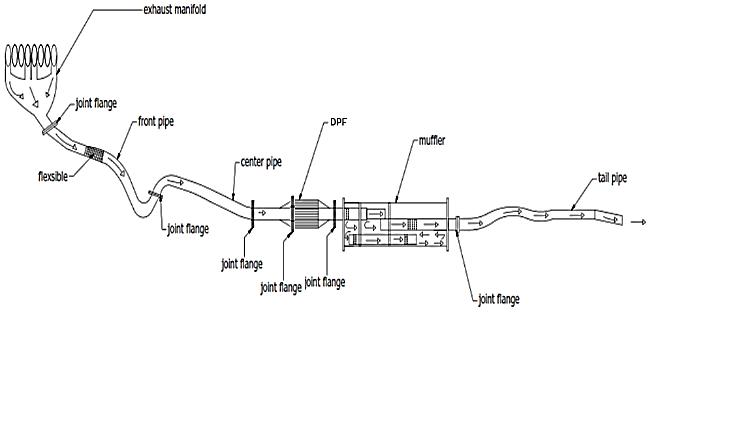 exhaust manifold
joint flange
front pipe
DPF
muffler
flexsible
center pipe
tail pipe
joint flange
joint flange
joint flange
joint flange
joint flange